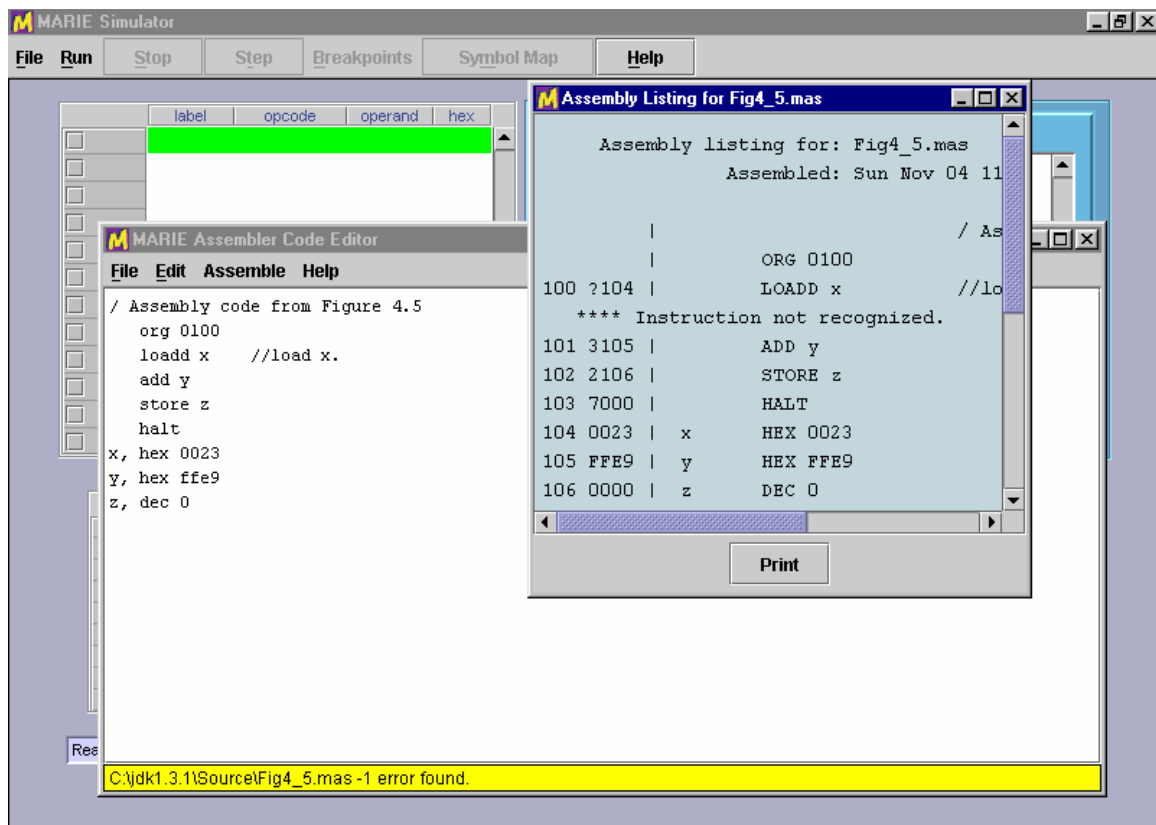 MARIE Simulator
File Run Stop Step Breakpoints Symbol Map Help
label opcode operand hex
Assembly Listing for Fig4_5.mas
Assembly listing for: Fig4_5.mas
Assembled: Sun Nov 04 11
| / As
| ORG 0100
100 ?104 | LOADD x //lo
**** Instruction not recognized.
101 3105 | ADD y
102 2106 | STORE z
103 7000 | HALT
104 0023 | x HEX 0023
105 FFE9 | y HEX FFE9
106 0000 | z DEC 0
Print
MARIE Assembler Code Editor
File Edit Assemble Help
/ Assembly code from Figure 4.5
org 0100
loadd x //load x.
add y
store z
halt
x, hex 0023
y, hex ffe9
z, dec 0
Rea
C:\jdk1.3.1\Source\Fig4_5.mas -1 error found.